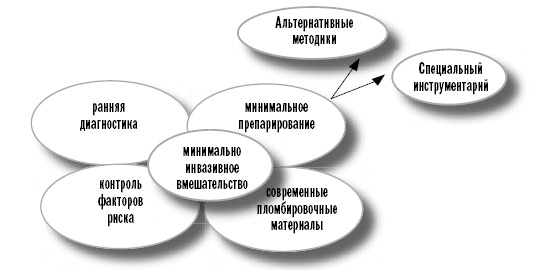 Альтернативные
методики
Специальный
инструментарий
ранняя
диагностика
минимальное
препарирование
минимально
инвазивное
вмешательство
контроль
факторов
риска
современные
пломбировочные
материалы